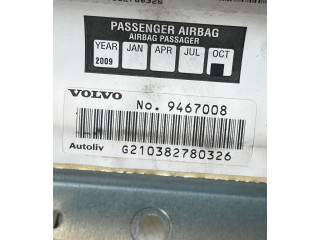 PASSENGER AIRBAG
AIRBAG PASSAGER
YEAR JAN APR JUL OCT
2009
VOLVO No. 9467008
Autoliv G210382780326